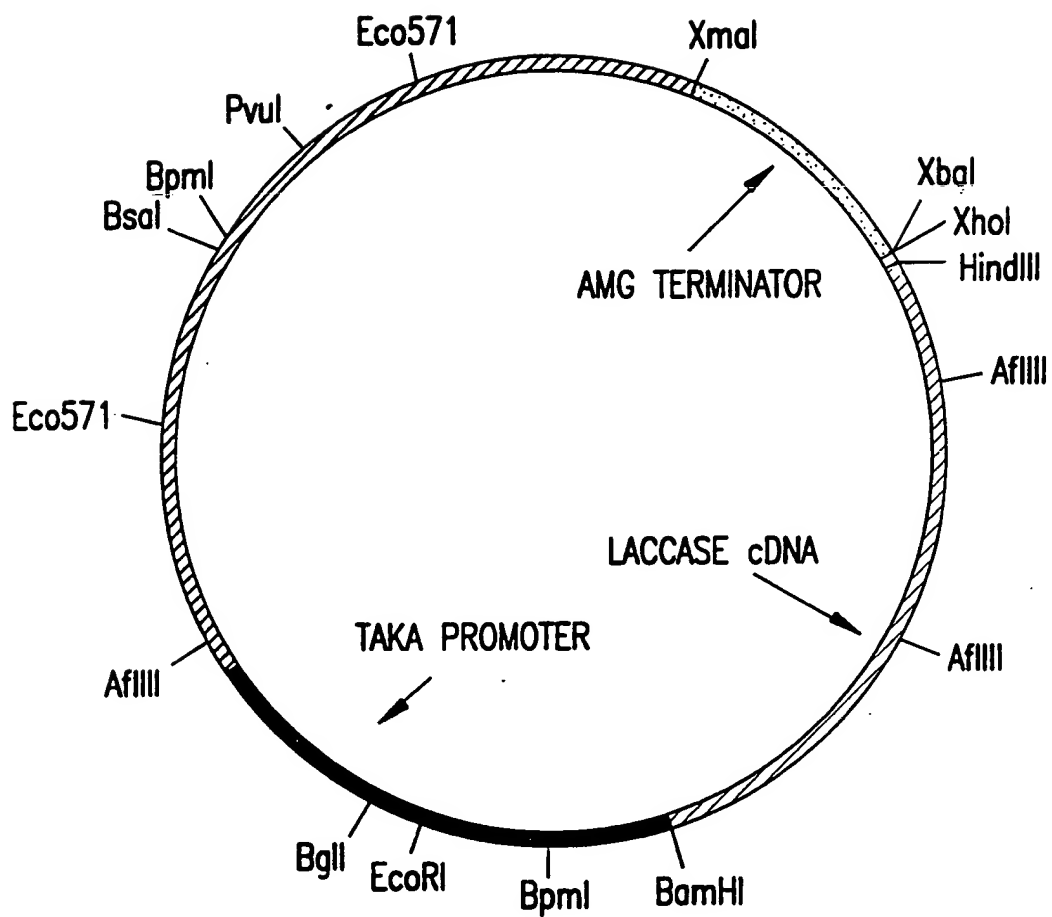 Eco571
XmaI
PvuI
BpmI
BsaI
XbaI
XhoI
HindIII
AMG TERMINATOR
AflIII
Eco571
LACCASE cDNA
TAKA PROMOTER
AflIII
AflIII
BglI
EcoRI
BpmI
BamHI